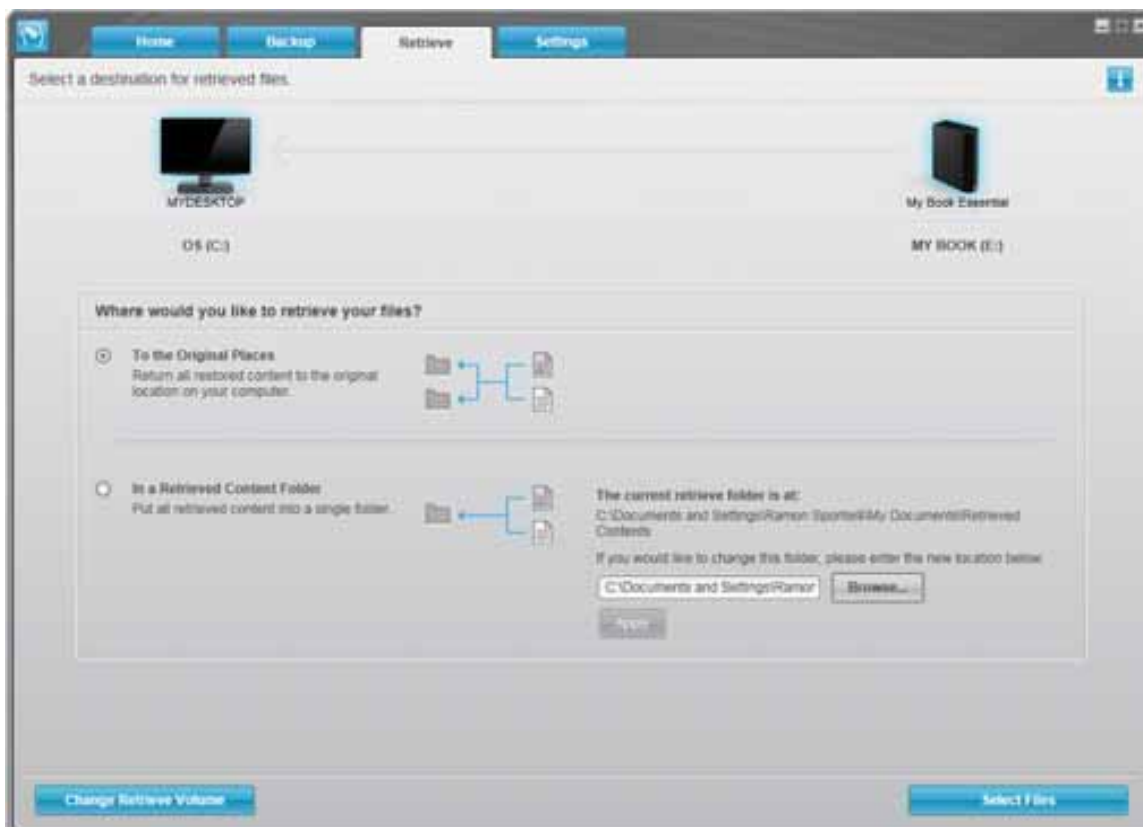 Home Backup Retrieve Settings
Select a destination for retrieved files.
MYDESKTOP
My Book Essential
OS (C:)
MY BOOK (E:)
Where would you like to retrieve your files?
To the Original Places
Return all restored content to the original
location on your computer.
In a Retrieved Content Folder
Put all retrieved content into a single folder.
The current retrieve folder is at:
C:\Documents and Settings\Ramon My Documents\Retrieved
Contents
If you would like to change this folder, please enter the new location below:
C:\Documents and Settings\Ramon
Browse...
Apply
Change Retrieve Volume
Select Files